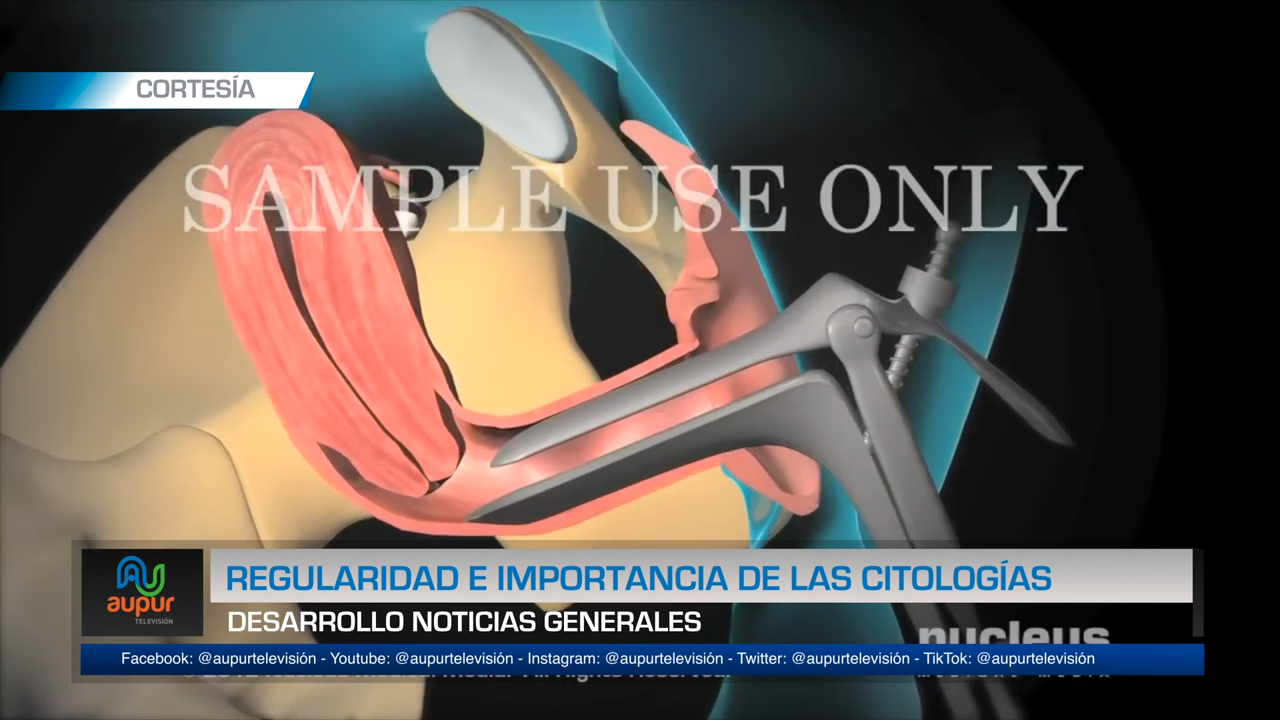 CORTESÍA
SAMPLE USE ONLY
REGULARIDAD E IMPORTANCIA DE LAS CITOLOGÍAS
aupur
TELEVISIÓN
DESARROLLO NOTICIAS GENERALES
nucleus
Facebook: @aupurtelevisión - Youtube: @aupurtelevisión - Instagram: @aupurtelevisión - Twitter: @aupurtelevisión - TikTok: @aupurtelevisión